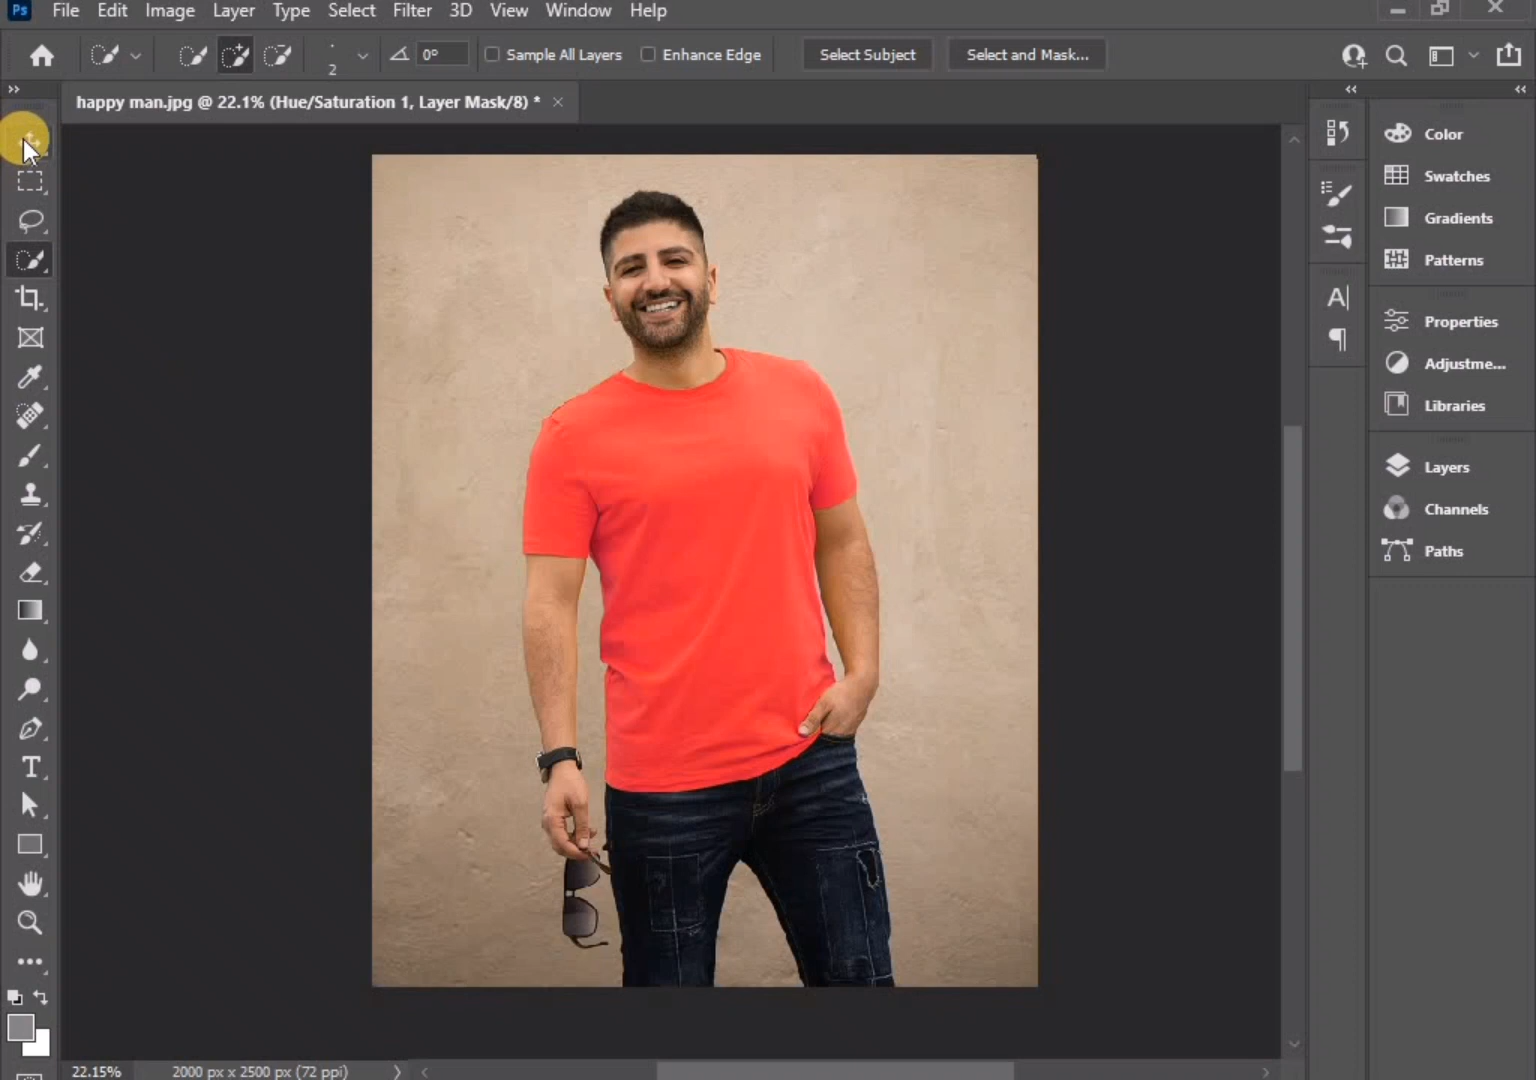 Ps File Edit Image Layer Type Select Filter 3D View Window Help
2 0° Sample All Layers Enhance Edge Select Subject Select and Mask...
happy man.jpg @ 22.1% (Hue/Saturation 1, Layer Mask/8) *
Color
Swatches
Gradients
Patterns
Properties
Adjustme...
Libraries
Layers
Channels
Paths
22.15% 2000 px x 2500 px (72 ppi)